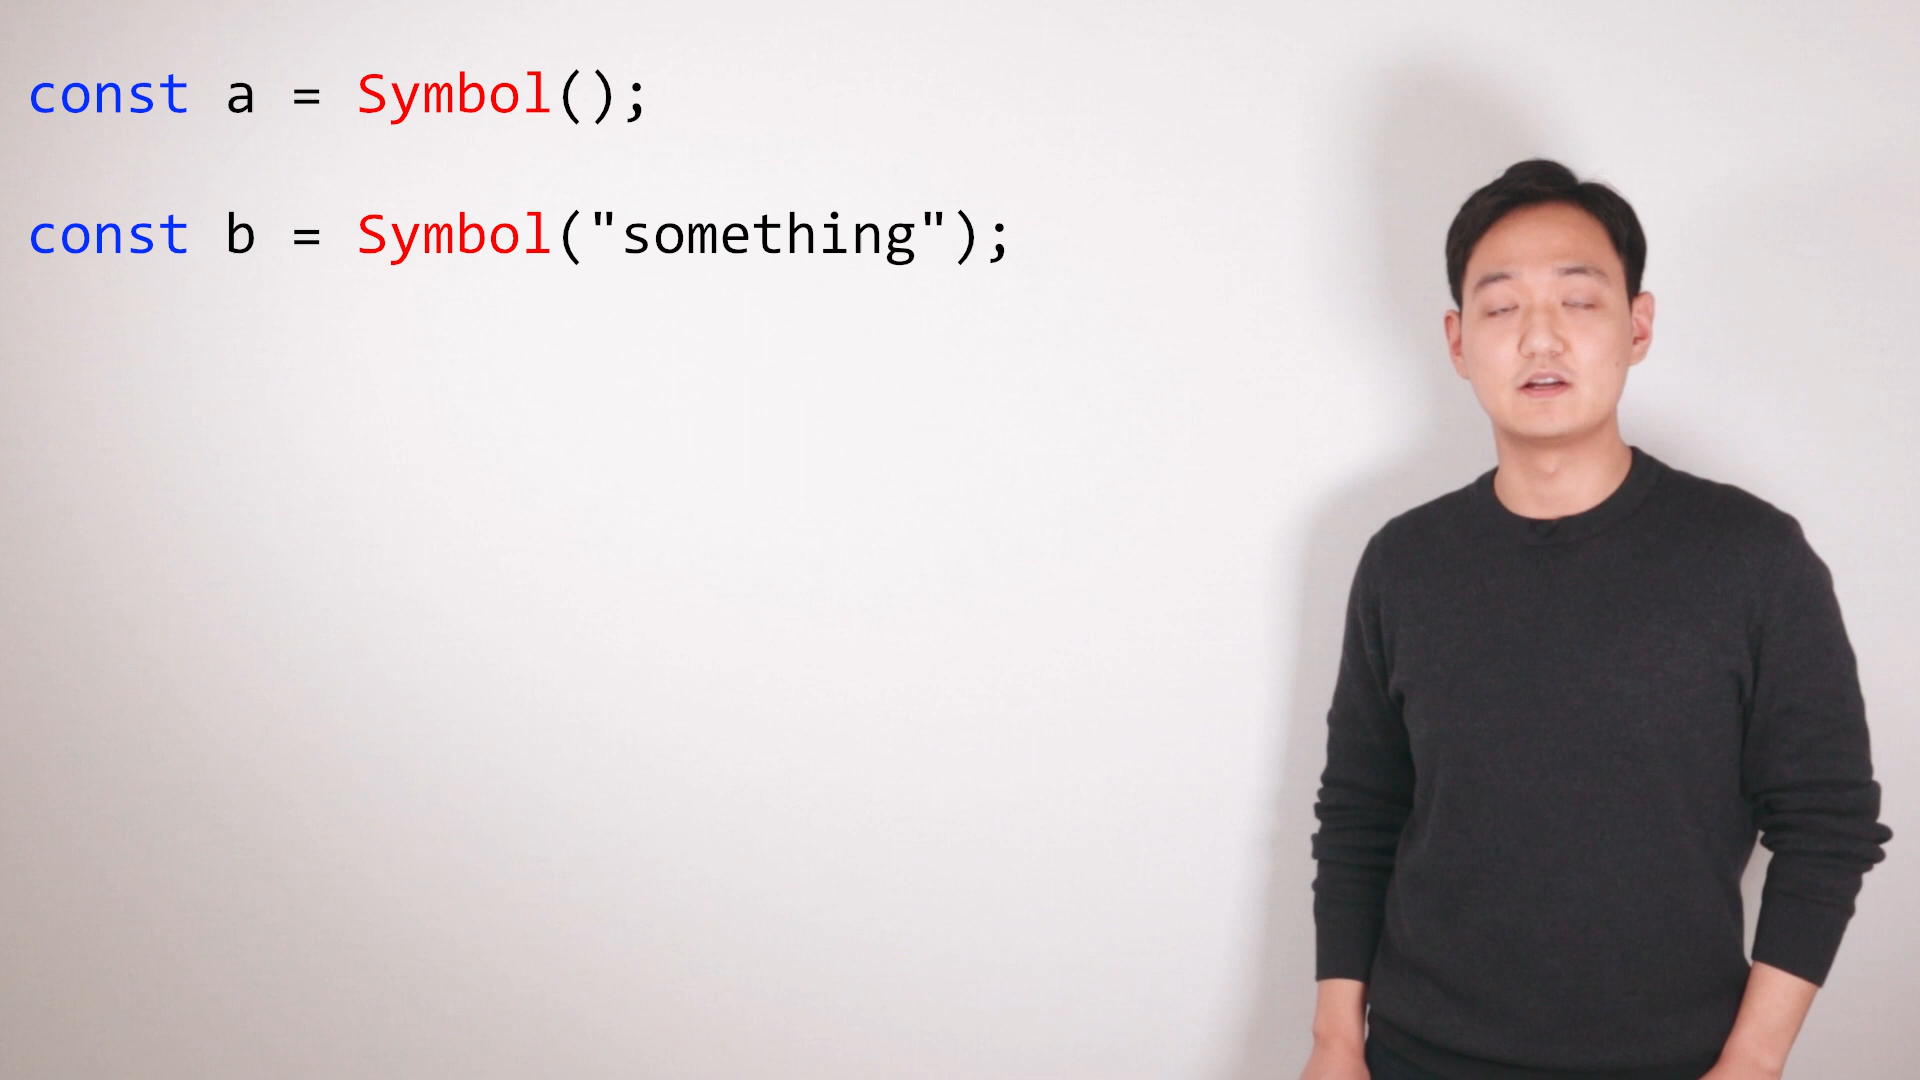 const a = Symbol();
const b = Symbol("something");